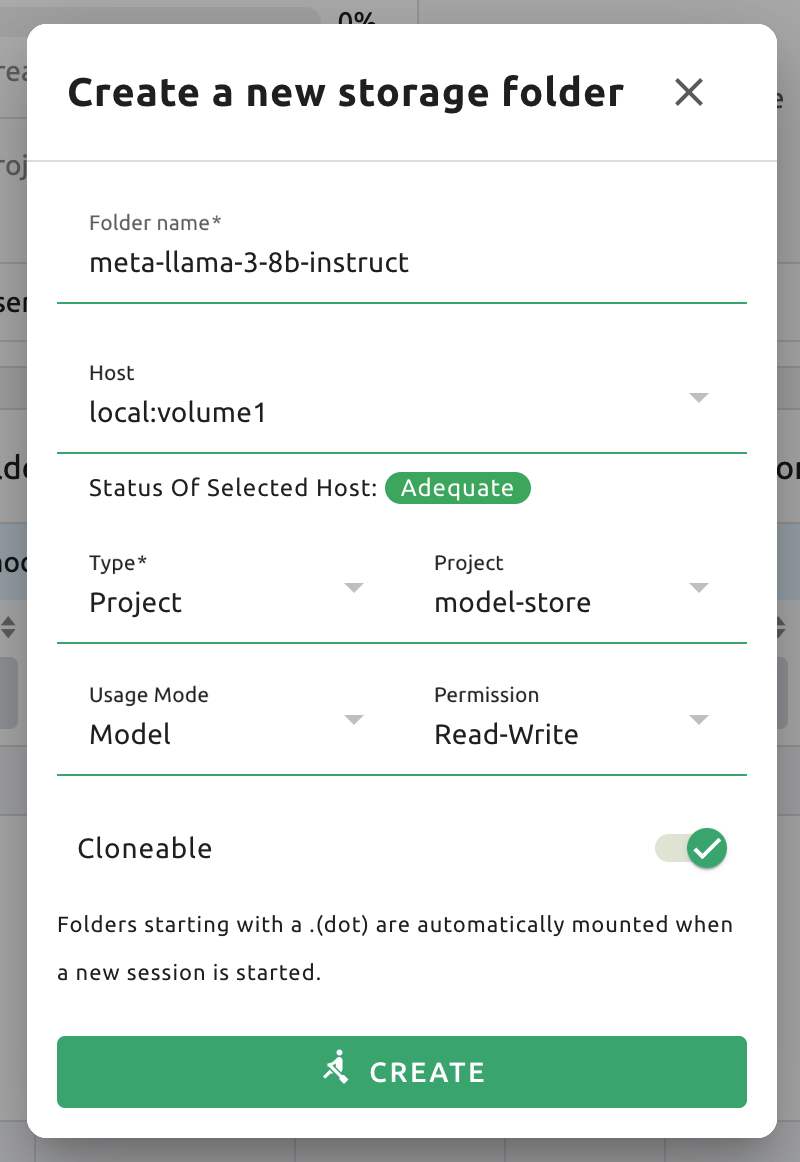 0%
Create a new storage folder
Folder name*
meta-llama-3-8b-instruct
Host
local:volume1
Status Of Selected Host: Adequate
Type*
Project
Project
model-store
Usage Mode
Model
Permission
Read-Write
Cloneable
Folders starting with a .(dot) are automatically mounted when
a new session is started.
CREATE